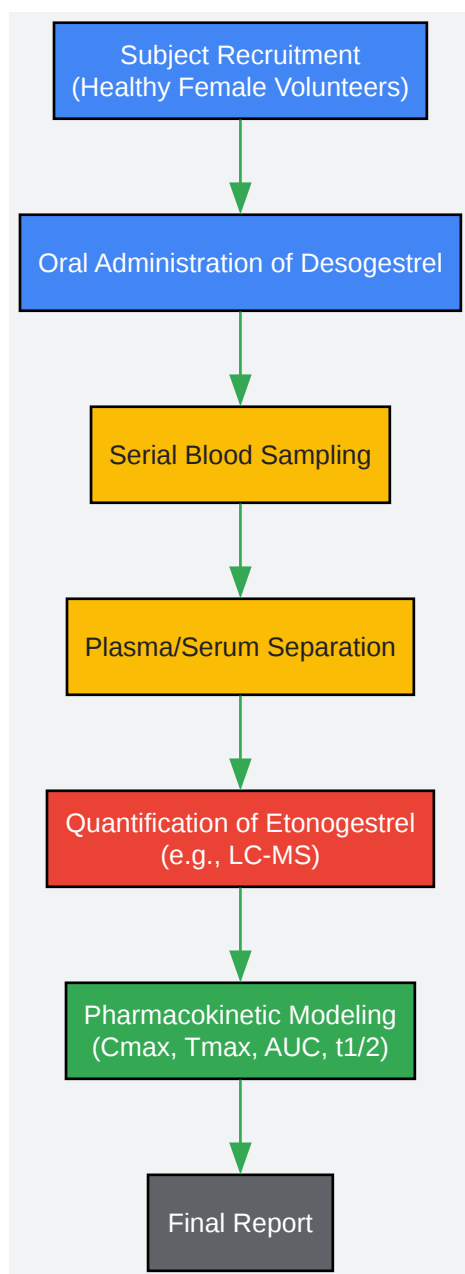 Subject Recruitment
(Healthy Female Volunteers)
Oral Administration of Desogestrel
Serial Blood Sampling
Plasma/Serum Separation
Quantification of Etonogestrel
(e.g., LC-MS)
Pharmacokinetic Modeling
(Cmax, Tmax, AUC, t1/2)
Final Report